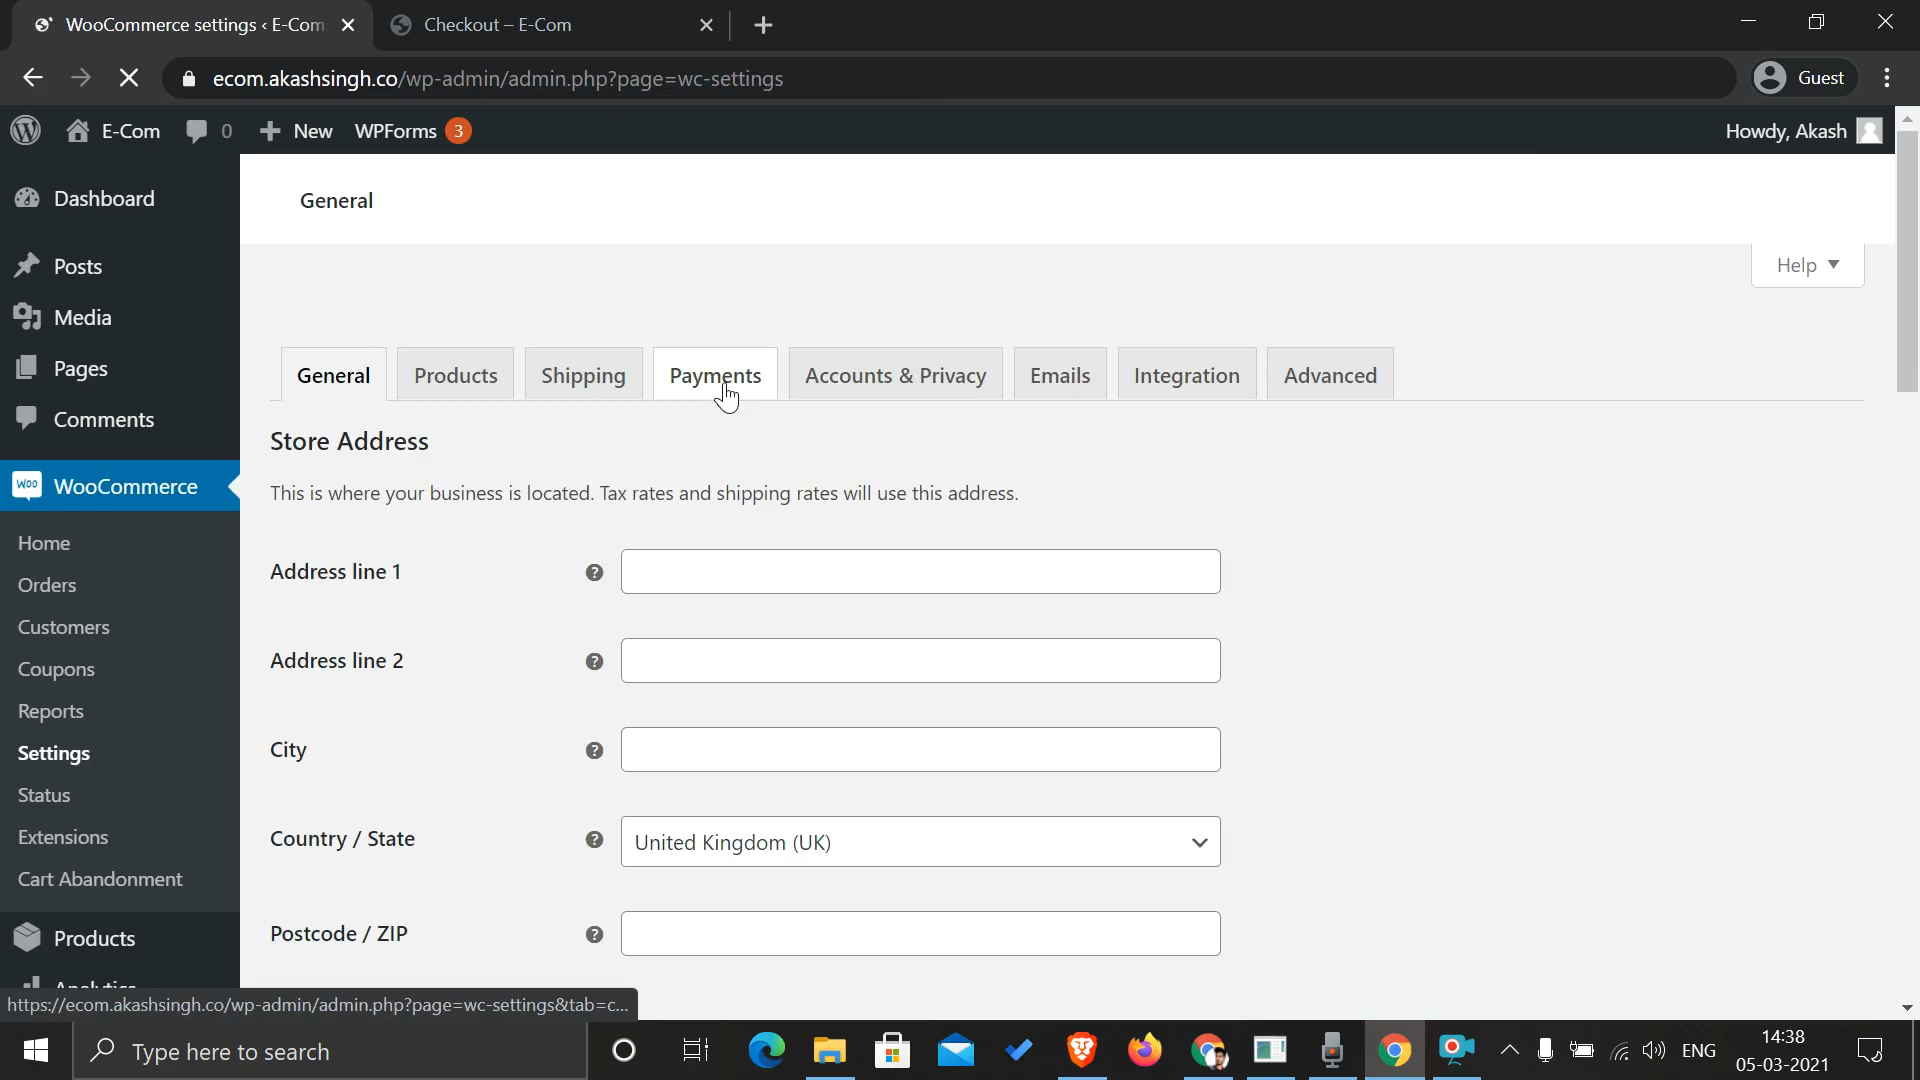 WooCommerce settings ‹ E-Com
Checkout – E-Com
ecom.akashsingh.co/wp-admin/admin.php?page=wc-settings
Guest
E-Com
0
New
WPForms 3
Howdy, Akash
Dashboard
Posts
Media
Pages
Comments
WOO WooCommerce
Home
Orders
Customers
Coupons
Reports
Settings
Status
Extensions
Cart Abandonment
Products
Analytics
General
Help
General
Products
Shipping
Payments
Accounts & Privacy
Emails
Integration
Advanced
Store Address
This is where your business is located. Tax rates and shipping rates will use this address.
Address line 1
Address line 2
City
Country / State
United Kingdom (UK)
Postcode / ZIP
https://ecom.akashsingh.co/wp-admin/admin.php?page=wc-settings&tab=c...
Type here to search
ENG
14:38
05-03-2021